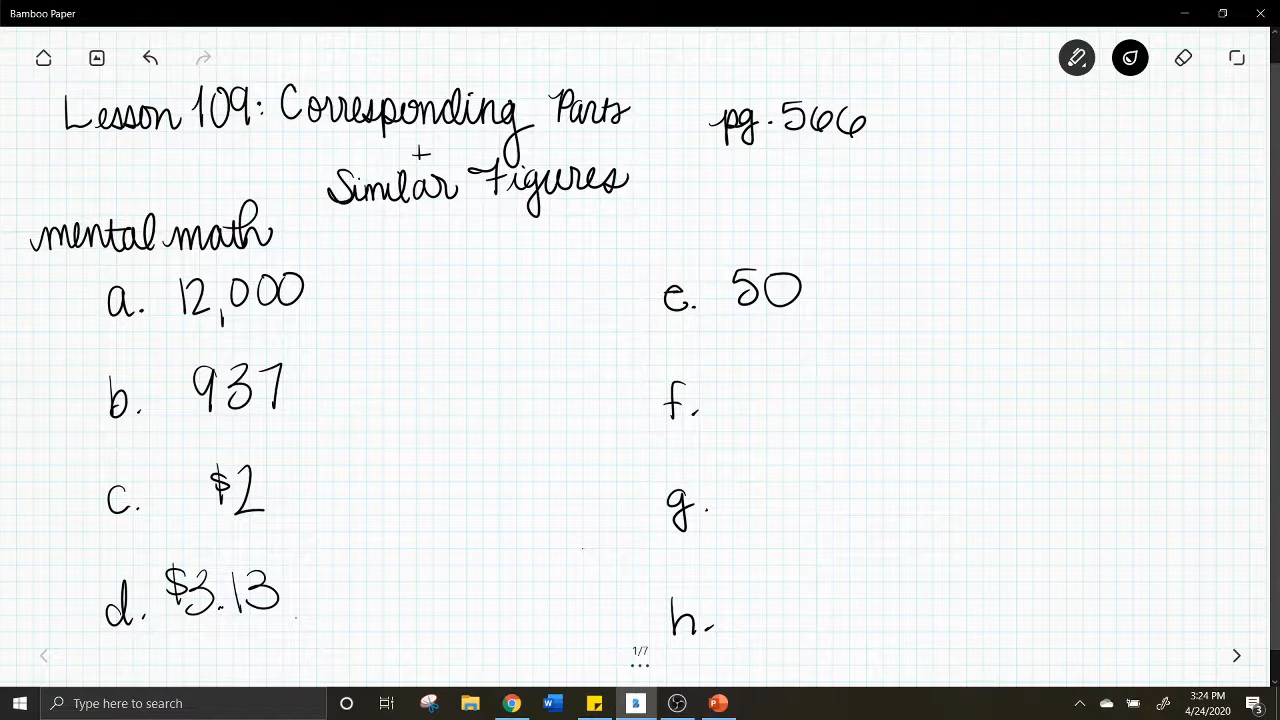 Bamboo Paper
Lesson 109: Corresponding Parts
+
Similar Figures
pg. 566
mental math
a. 12,000
b. 937
c. $2
d. $3.13
e. 50
f.
g.
h.
1/7
Type here to search
3:24 PM
4/24/2020
3